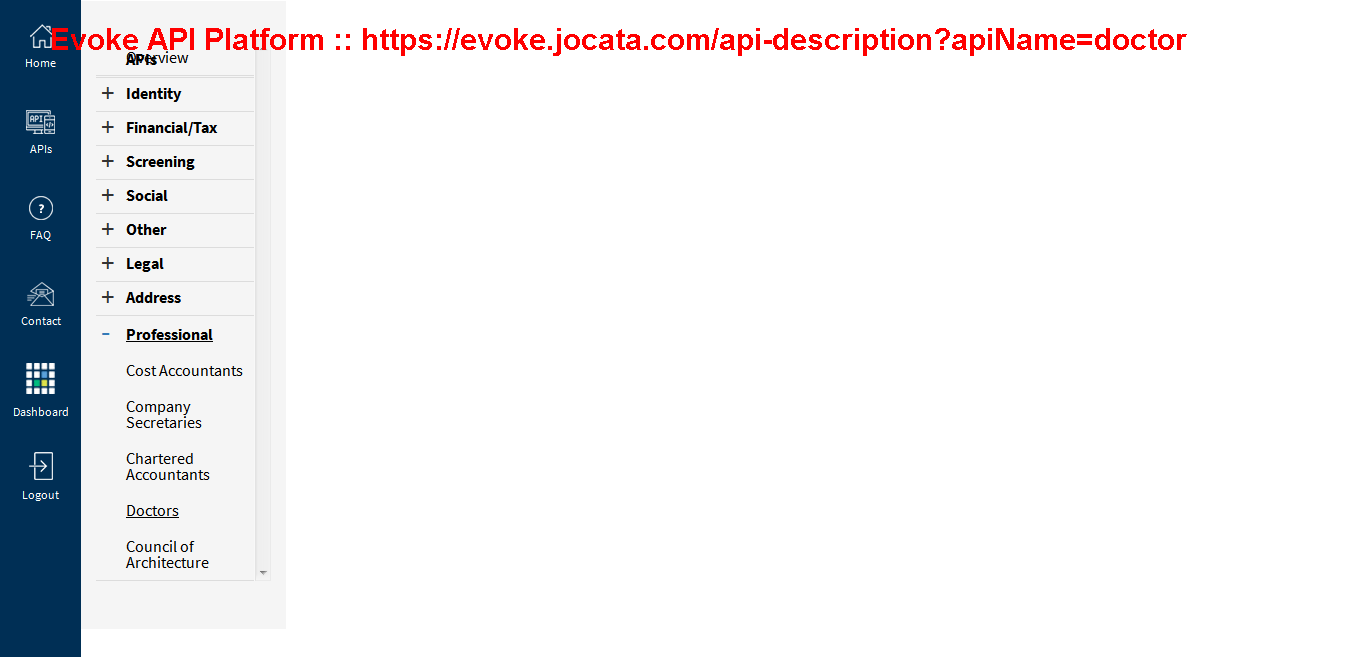 Evoke API Platform :: https://evoke.jocata.com/api-description?apiName=doctor
Home
APIs
FAQ
?
Contact
Dashboard
Logout
Overview
APIs
+ Identity
+ Financial/Tax
+ Screening
+ Social
+ Other
+ Legal
+ Address
− Professional
Cost Accountants
Company
Secretaries
Chartered
Accountants
Doctors
Council of
Architecture